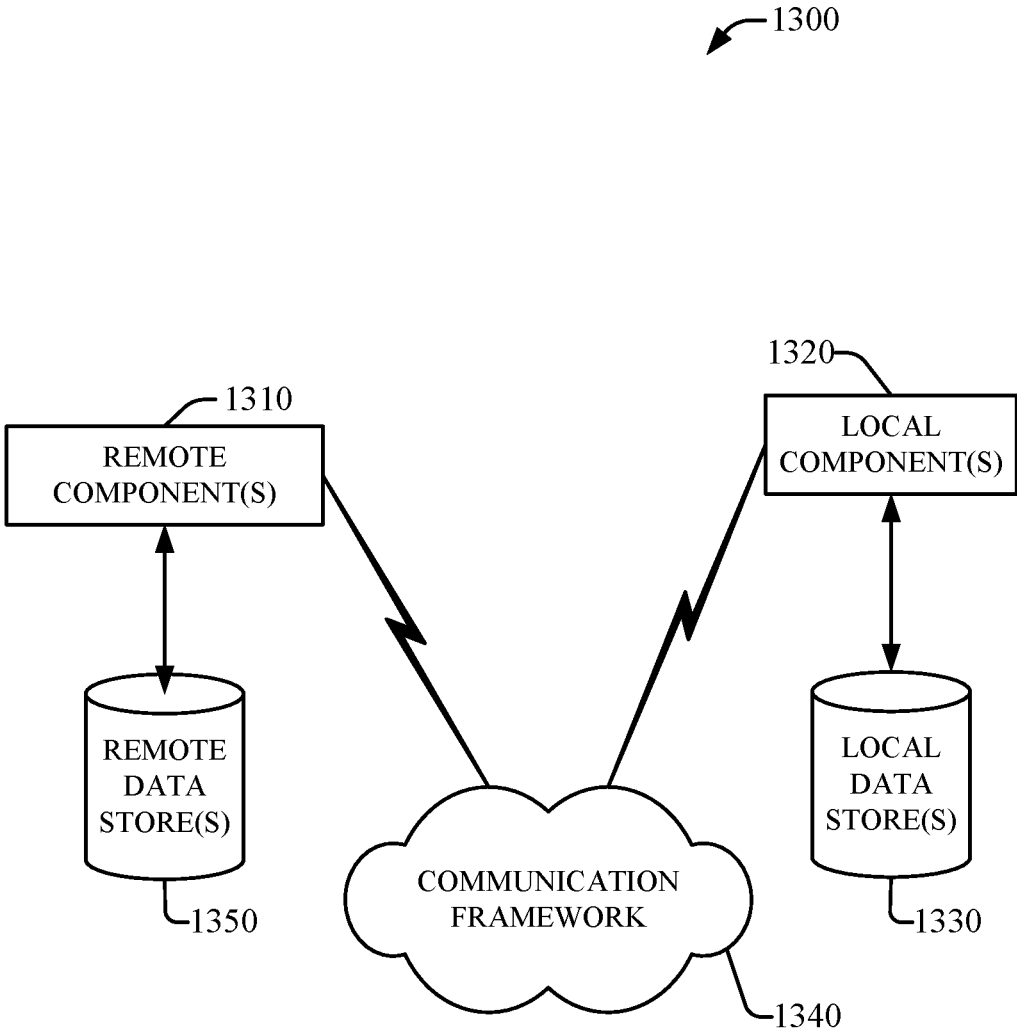 1300
1320
1310
LOCAL
COMPONENT(S)
REMOTE
COMPONENT(S)
REMOTE
DATA
STORE(S)
LOCAL
DATA
STORE(S)
COMMUNICATION
FRAMEWORK
1350
1330
1340